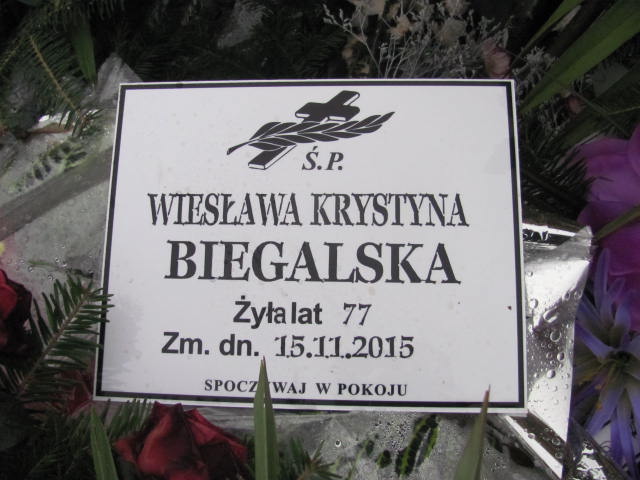 Ś.P.
WIESŁAWA KRYSTYNA
BIEGALSKA
Żyła lat 77
Zm. dn. 15.11.2015
SPOCZYWAJ W POKOJU